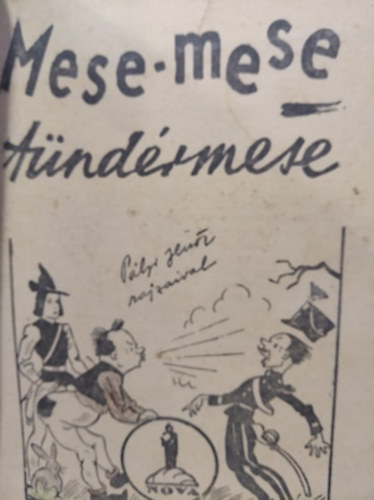 Mese-mese
tündérmese
Pályi Jenő
rajzaival
NOVA